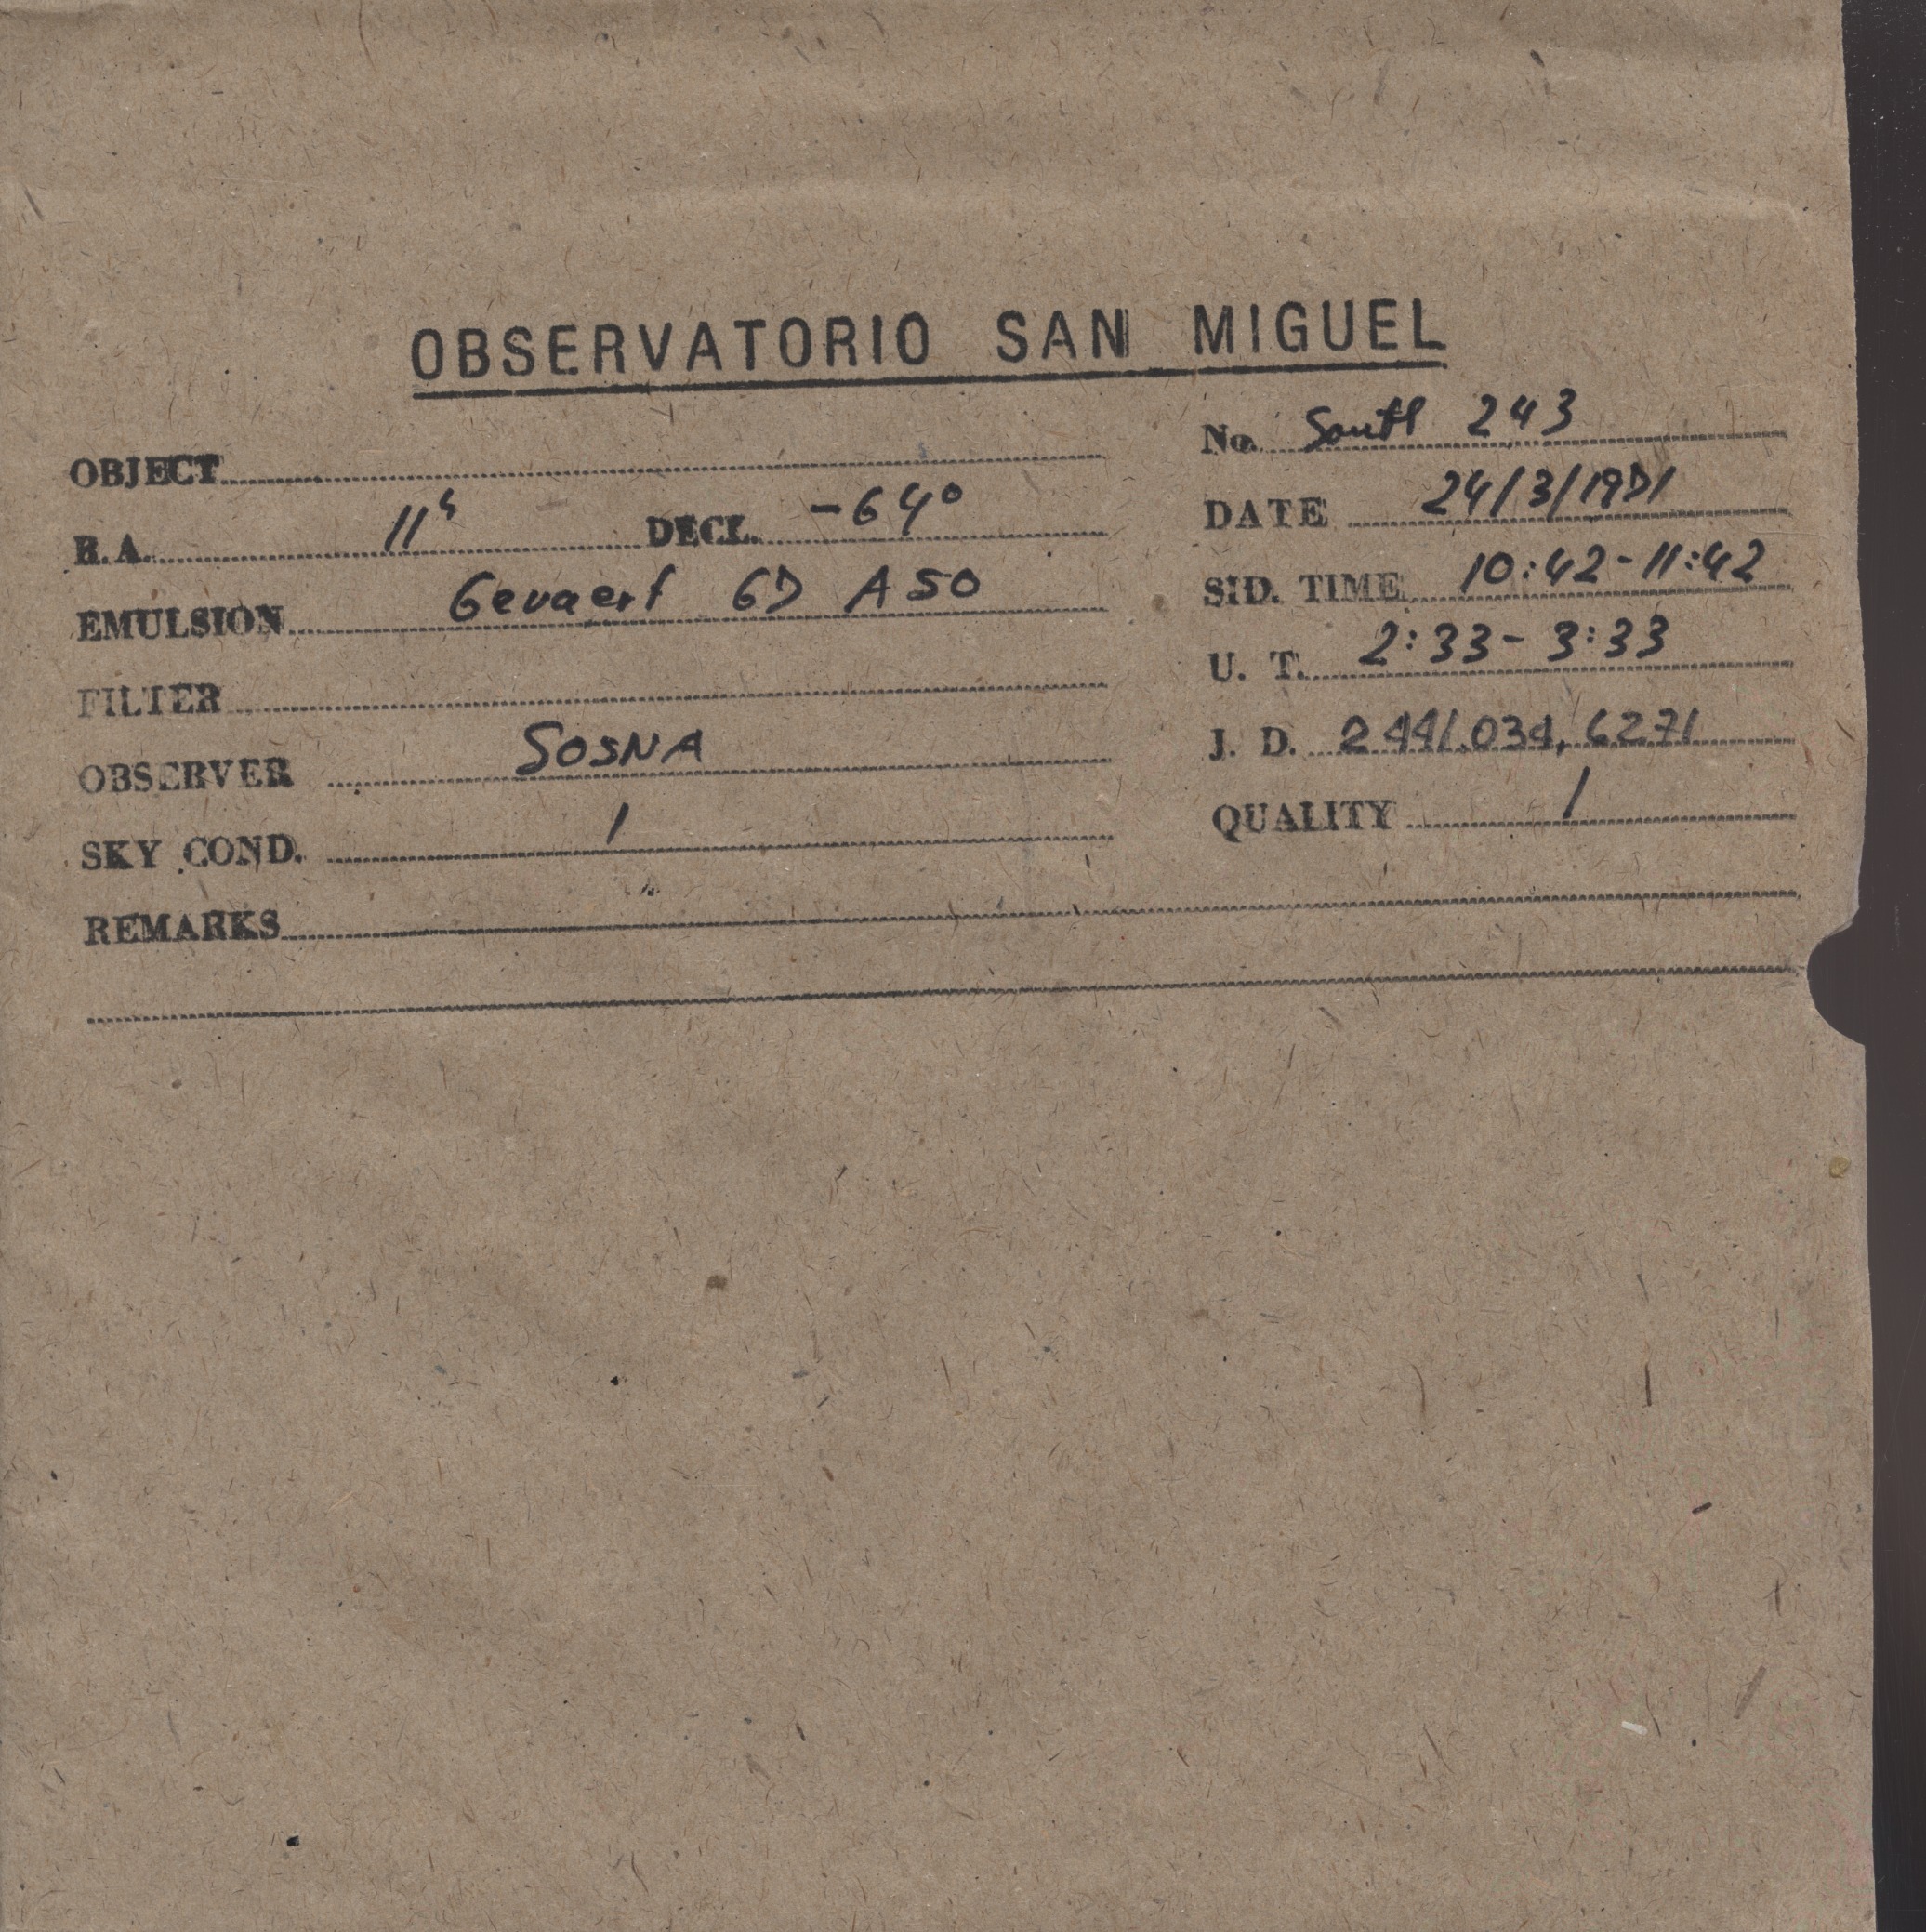 OBSERVATORIO SAN MIGUEL
No. South 243
OBJECT
DATE 24/3/1971
R.A. 11h DECL. -64°
SID. TIME 10:42-11:42
EMULSION Gevaert 67 A 50
U. T. 2:33-3:33
FILTER
J. D. 2441.034,6271
OBSERVER SOSNA
QUALITY 1
SKY COND. 1
REMARKS